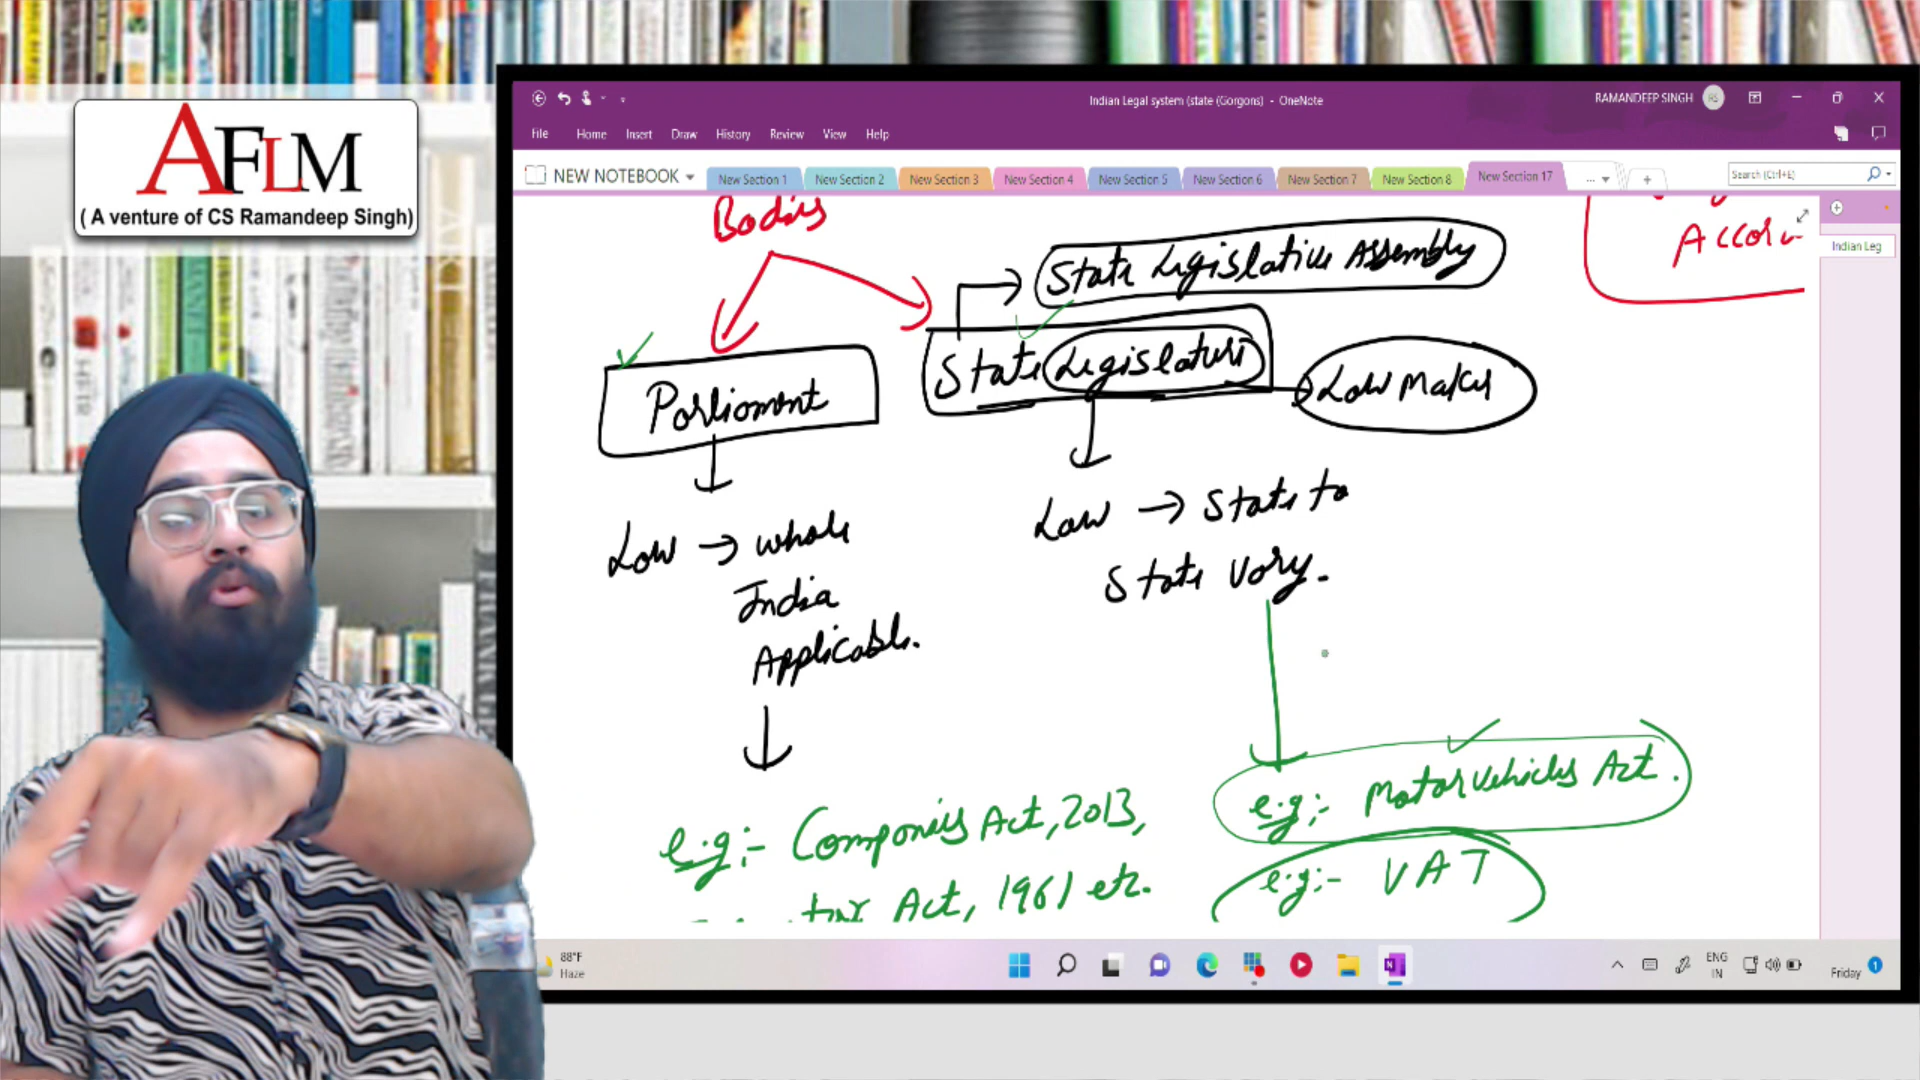 AFLM
( A venture of CS Ramandeep Singh)
Indian Legal system (state (Gorgons) - OneNote
RAMANDEEP SINGH
RS
File Home Insert Draw History Review View Help
NEW NOTEBOOK
New Section 1 New Section 2 New Section 3 New Section 4 New Section 5 New Section 6 New Section 7 New Section 8 New Section 17 ...
Search (Ctrl+E)
Indian Leg
Bodies
State Legislative Assembly
Parliament
State Legislature
Law Maker
Law → whole
India
Applicable.
Law → State to
State Vary.
e.g:- Companies Act, 2013,
Act, 1961 etc.
e.g:- Motor Vehicles Act.
e.g:- VAT
88°F
Haze
ENG
IN
Friday
1